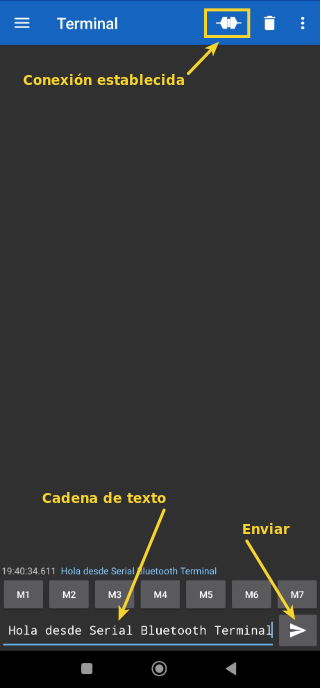 Terminal
Conexión establecida
Cadena de texto
Enviar
19:40:34.611 Hola desde Serial Bluetooth Terminal
M1 M2 M3 M4 M5 M6 M7
Hola desde Serial Bluetooth Terminal